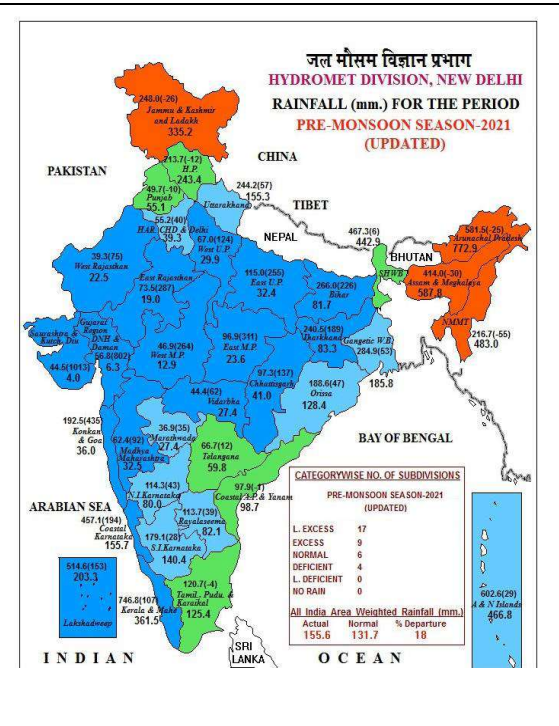 जल मौसम विज्ञान प्रभाग
HYDROMET DIVISION, NEW DELHI
RAINFALL (mm.) FOR THE PERIOD
PRE-MONSOON SEASON-2021
(UPDATED)
248.0(-26)
Jammu & Kashmir
and Ladakh
335.2
CHINA
PAKISTAN
213.7(-12)
H.P.
243.4
49.7(-10)
Punjab
55.1
244.2(57)
Uttarakhand
155.3
TIBET
55.2(40)
HAR. CHD & Delhi
39.3
67.0(124)
West U.P.
29.9
NEPAL
467.3(6)
442.9
SHWB
BHUTAN
581.5(-25)
Arunachal Pradesh
772.9
39.3(75)
West Rajasthan
22.5
East Rajasthan
73.5(287)
19.0
115.0(255)
East U.P.
32.4
266.0(226)
Bihar
81.7
414.0(-30)
Assam & Meghalaya
587.8
NMMT
216.7(-55)
483.0
Saurashtra &
Kutch, Diu
44.5(1013)
4.0
Gujarat
Region
DNH &
Daman
56.8(802)
6.3
46.9(264)
West M.P.
12.9
96.9(311)
East M.P.
23.6
240.5(189)
Jharkhand
83.3
Gangetic W.B.
284.9(53)
185.8
97.3(137)
Chhattisgarh
41.0
188.6(47)
Orissa
128.4
44.4(62)
Vidarbha
27.4
192.5(435)
Konkan
& Goa
36.0
62.4(92)
Madhya
Maharashtra
32.5
36.9(35)
Marathwada
27.4
66.7(12)
Telangana
59.8
BAY OF BENGAL
97.9(-1)
Coastal A.P. & Yanam
98.7
114.3(43)
N.I.Karnataka
80.0
113.7(39)
Rayalaseema
82.1
ARABIAN SEA
457.1(194)
Coastal
Karnataka
155.7
179.1(28)
S.I.Karnataka
140.4
514.6(153)
203.3
Lakshadweep
746.8(107)
Kerala & Mahe
361.5
120.7(-4)
Tamil, Pudu. &
Karaikal
125.4
CATEGORYWISE NO. OF SUBDIVISIONS
PRE-MONSOON SEASON-2021
(UPDATED)
L. EXCESS 17
EXCESS 9
NORMAL 6
DEFICIENT 4
L. DEFICIENT 0
NO RAIN 0
All India Area Weighted Rainfall (mm.)
Actual Normal % Departure
155.6 131.7 18
602.6(29)
A & N Islands
466.8
SRI
LANKA
INDIAN OCEAN